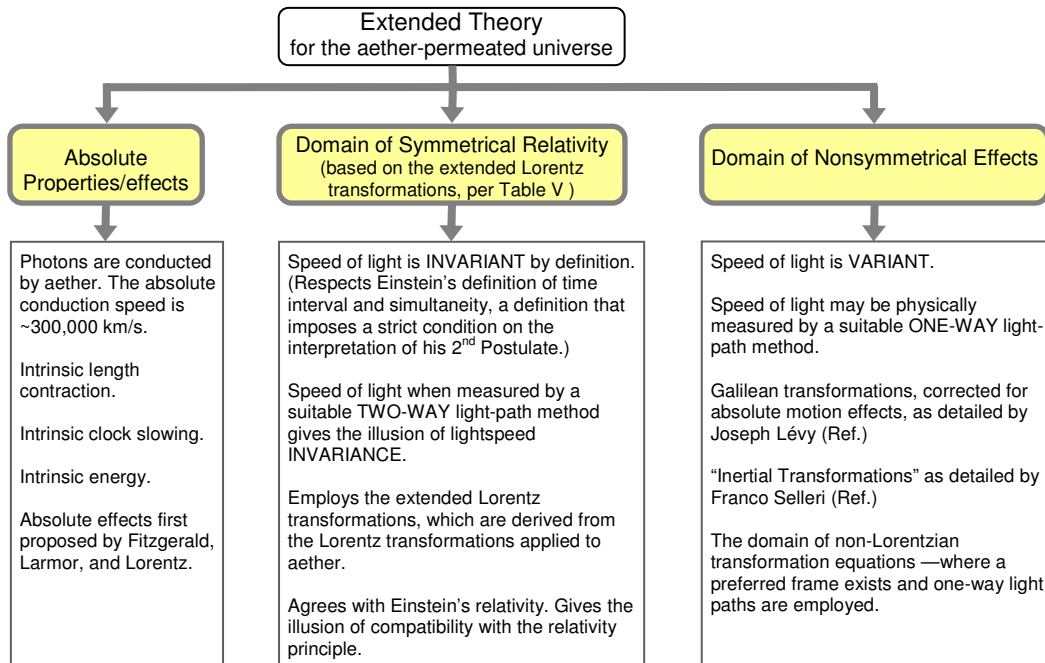 Extended Theory
for the aether-permeated universe
Absolute
Properties/effects
Domain of Symmetrical Relativity
(based on the extended Lorentz
transformations, per Table V )
Domain of Nonsymmetrical Effects
Photons are conducted
by aether. The absolute
conduction speed is
~300,000 km/s.
Intrinsic length
contraction.
Intrinsic clock slowing.
Intrinsic energy.
Absolute effects first
proposed by Fitzgerald,
Larmor, and Lorentz.
Speed of light is INVARIANT by definition.
(Respects Einstein’s definition of time
interval and simultaneity, a definition that
imposes a strict condition on the
interpretation of his 2nd Postulate.)
Speed of light when measured by a
suitable TWO-WAY light-path method
gives the illusion of lightspeed
INVARIANCE.
Employs the extended Lorentz
transformations, which are derived from
the Lorentz transformations applied to
aether.
Agrees with Einstein’s relativity. Gives the
illusion of compatibility with the relativity
principle.
Speed of light is VARIANT.
Speed of light may be physically
measured by a suitable ONE-WAY light-
path method.
Galilean transformations, corrected for
absolute motion effects, as detailed by
Joseph Lévy (Ref.)
“Inertial Transformations” as detailed by
Franco Selleri (Ref.)
The domain of non-Lorentzian
transformation equations —where a
preferred frame exists and one-way light
paths are employed.